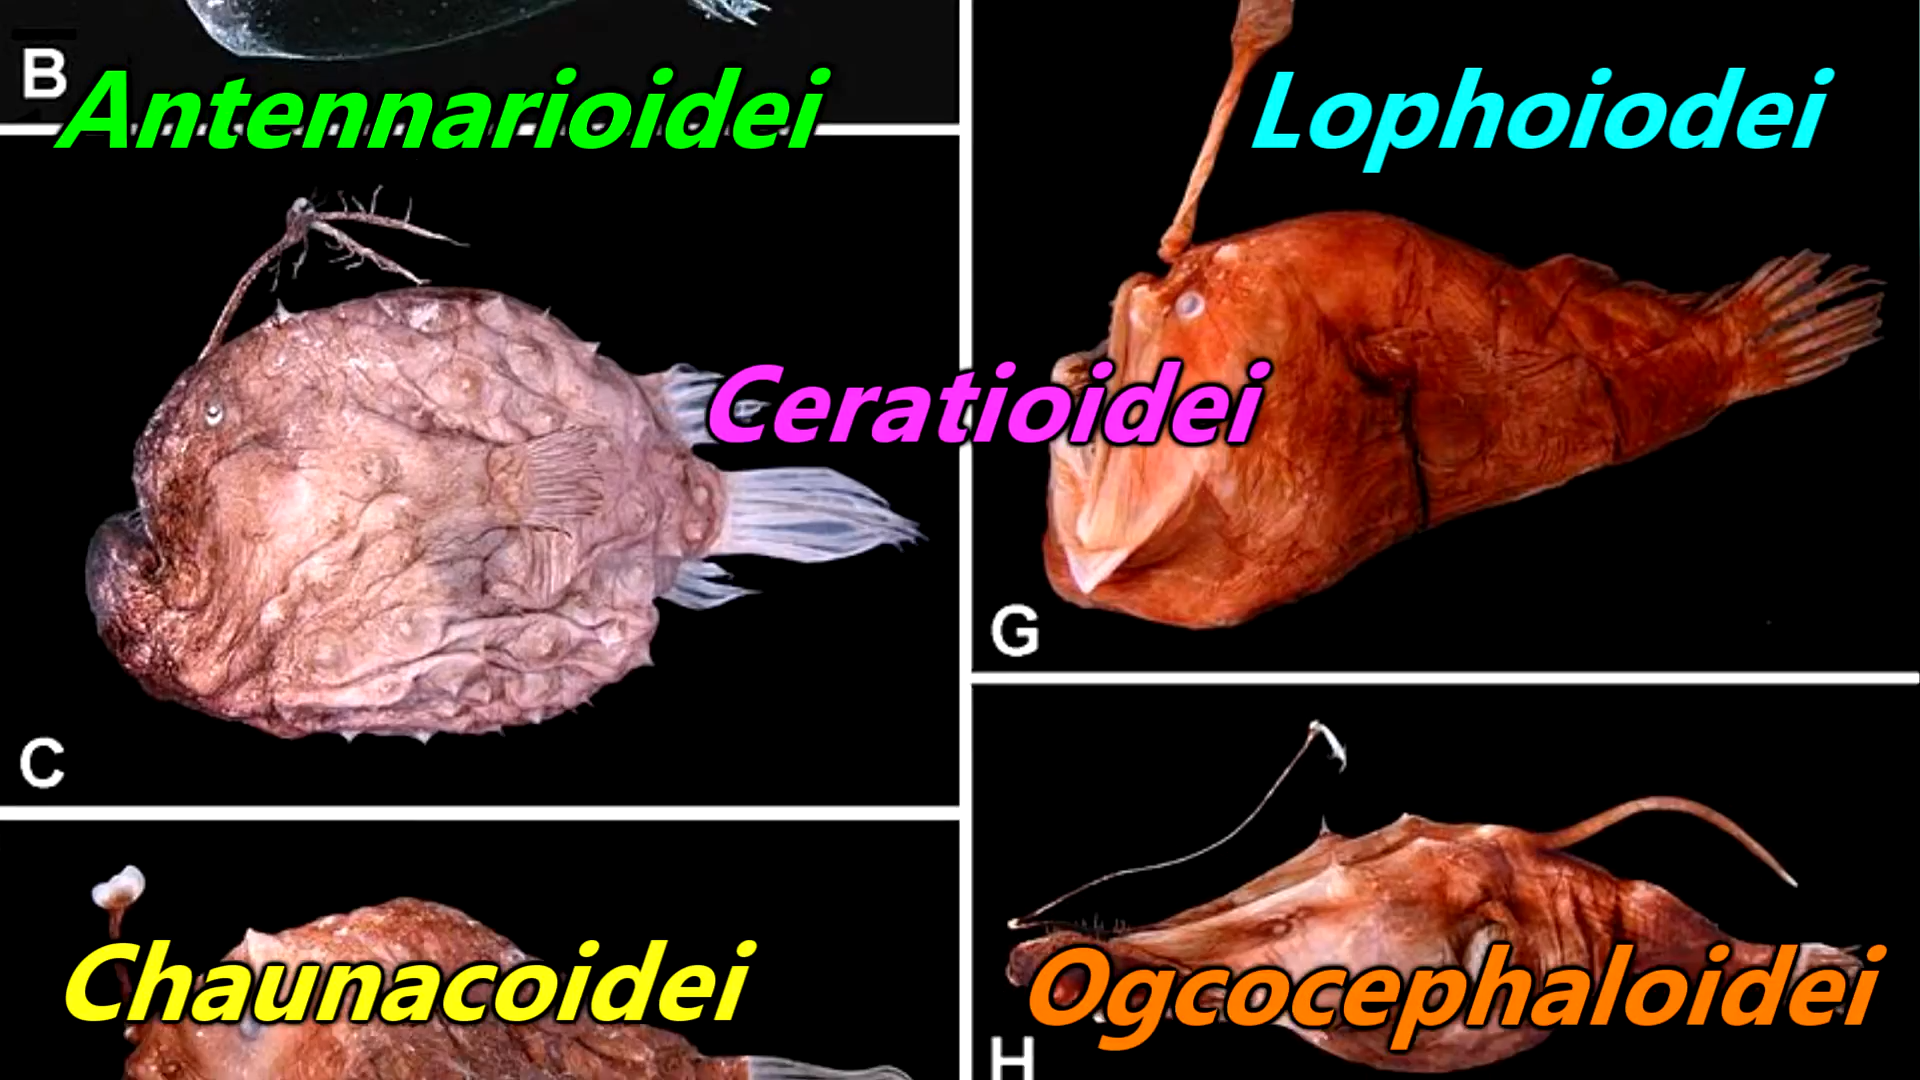 B
Antennarioidei
Lophoiodei
Ceratioidei
G
C
Chaunacoidei
Ogcocephaloidei
H